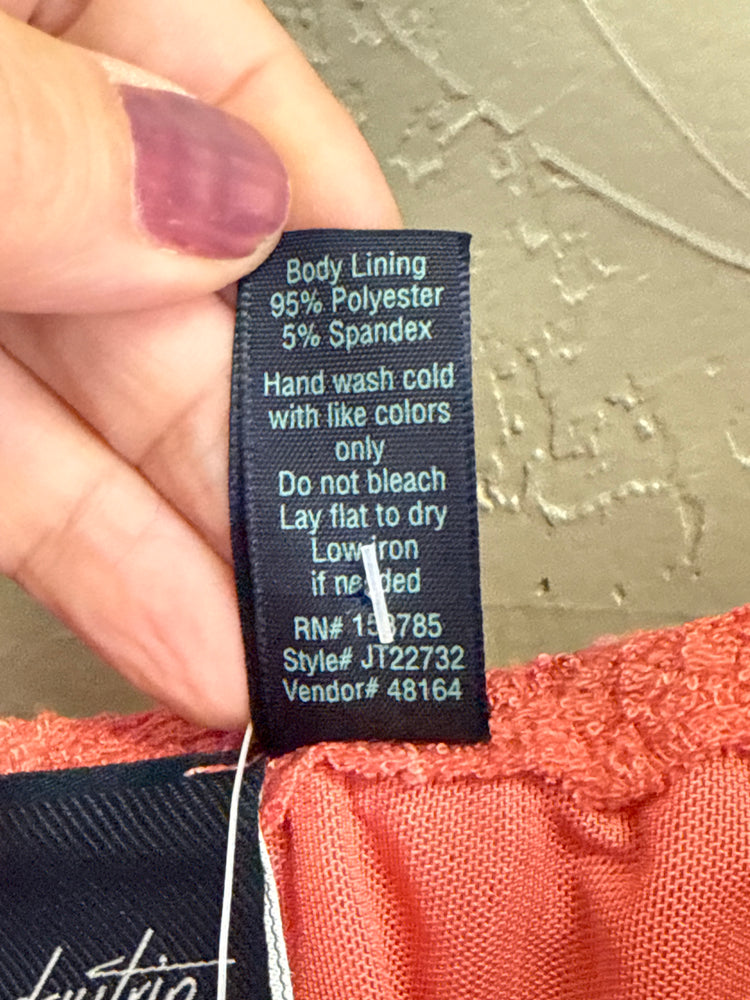 Body Lining
95% Polyester
5% Spandex
Hand wash cold
with like colors
only
Do not bleach
Lay flat to dry
Low iron
if needed
RN#
Style# JT22732
Vendor# 48164